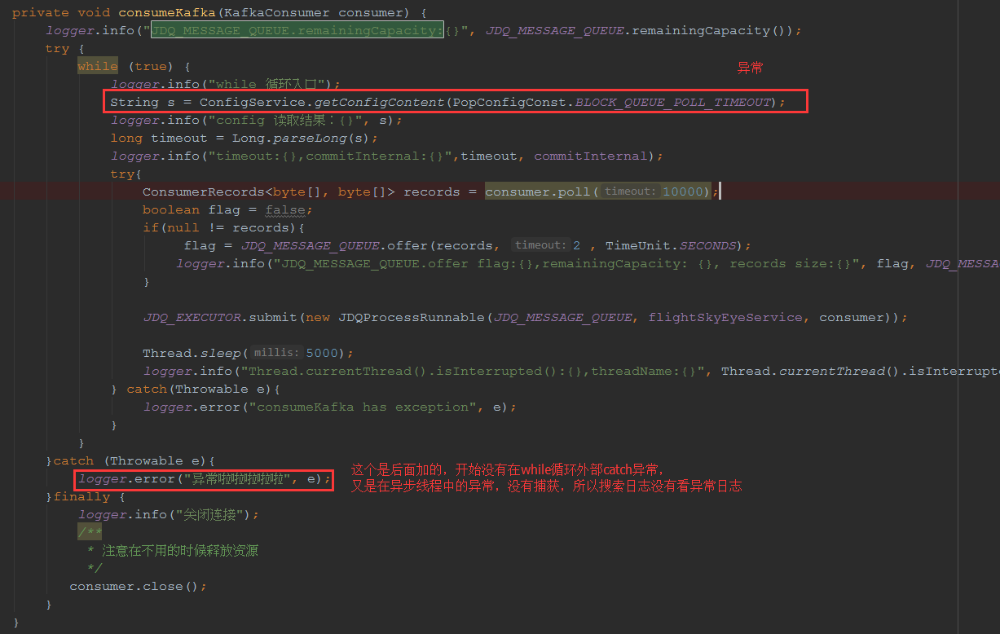 private void consumeKafka(KafkaConsumer consumer) {
logger.info("JDQ_MESSAGE_QUEUE.remainingCapacity:{}", JDQ_MESSAGE_QUEUE.remainingCapacity());
try {
while (true) {
异常
logger.info("while 循环入口");
String s = ConfigService.getConfigContent(PopConfigConst.BLOCK_QUEUE_POLL_TIMEOUT);
logger.info("config 读取结果：{}", s);
long timeout = Long.parseLong(s);
logger.info("timeout:{},commitInternal:{}",timeout, commitInternal);
try{
ConsumerRecords<byte[], byte[]> records = consumer.poll( timeout: 10000);
boolean flag = false;
if(null != records){
flag = JDQ_MESSAGE_QUEUE.offer(records, timeout: 2 , TimeUnit.SECONDS);
logger.info("JDQ_MESSAGE_QUEUE.offer flag:{},remainingCapacity: {}, records size:{}", flag, JDQ_MESSA
}
JDQ_EXECUTOR.submit(new JDQProcessRunnable(JDQ_MESSAGE_QUEUE, flightSkyEyeService, consumer));
Thread.sleep( millis: 5000);
logger.info("Thread.currentThread().isInterrupted():{},threadName:{}", Thread.currentThread().isInterrupt
} catch(Throwable e){
logger.error("consumeKafka has exception", e);
}
}
}catch (Throwable e){
logger.error("异常啦啦啦啦啦", e);
这个是后面加的，开始没有在while循环外部catch异常，
又是在异步线程中的异常，没有捕获，所以搜索日志没有看异常日志
}finally {
logger.info("关闭连接");
/**
* 注意在不用的时候释放资源
*/
consumer.close();
}
}